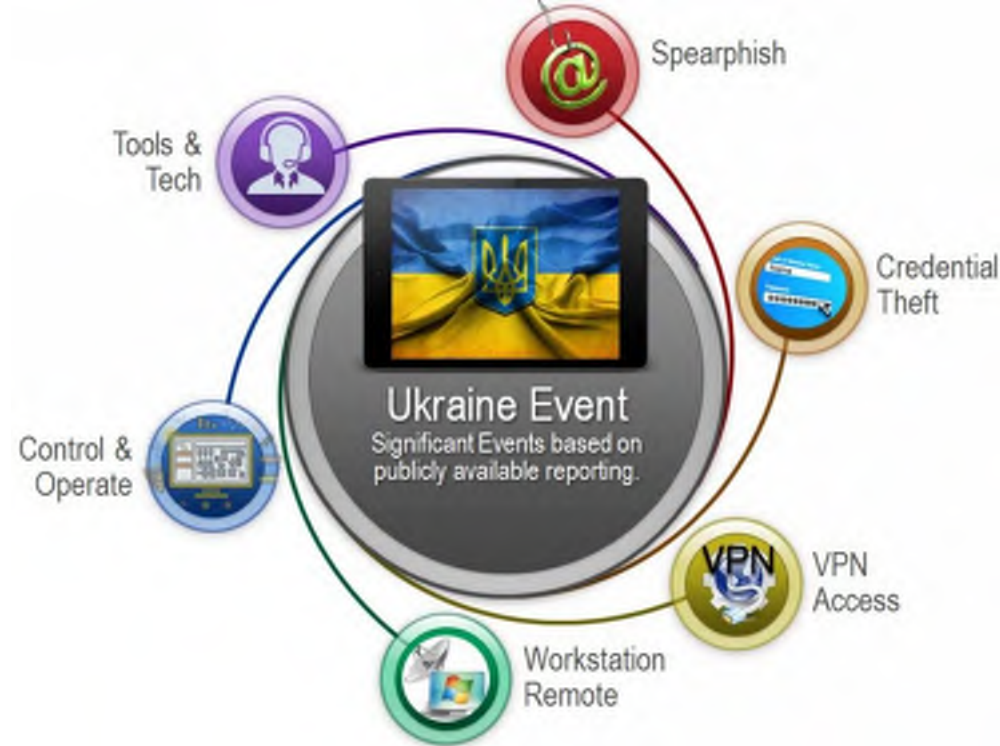 Spearphish
Tools &
Tech
Credential
Theft
Ukraine Event
Significant Events based on
publicly available reporting.
Control &
Operate
VPN
VPN
Access
Workstation
Remote